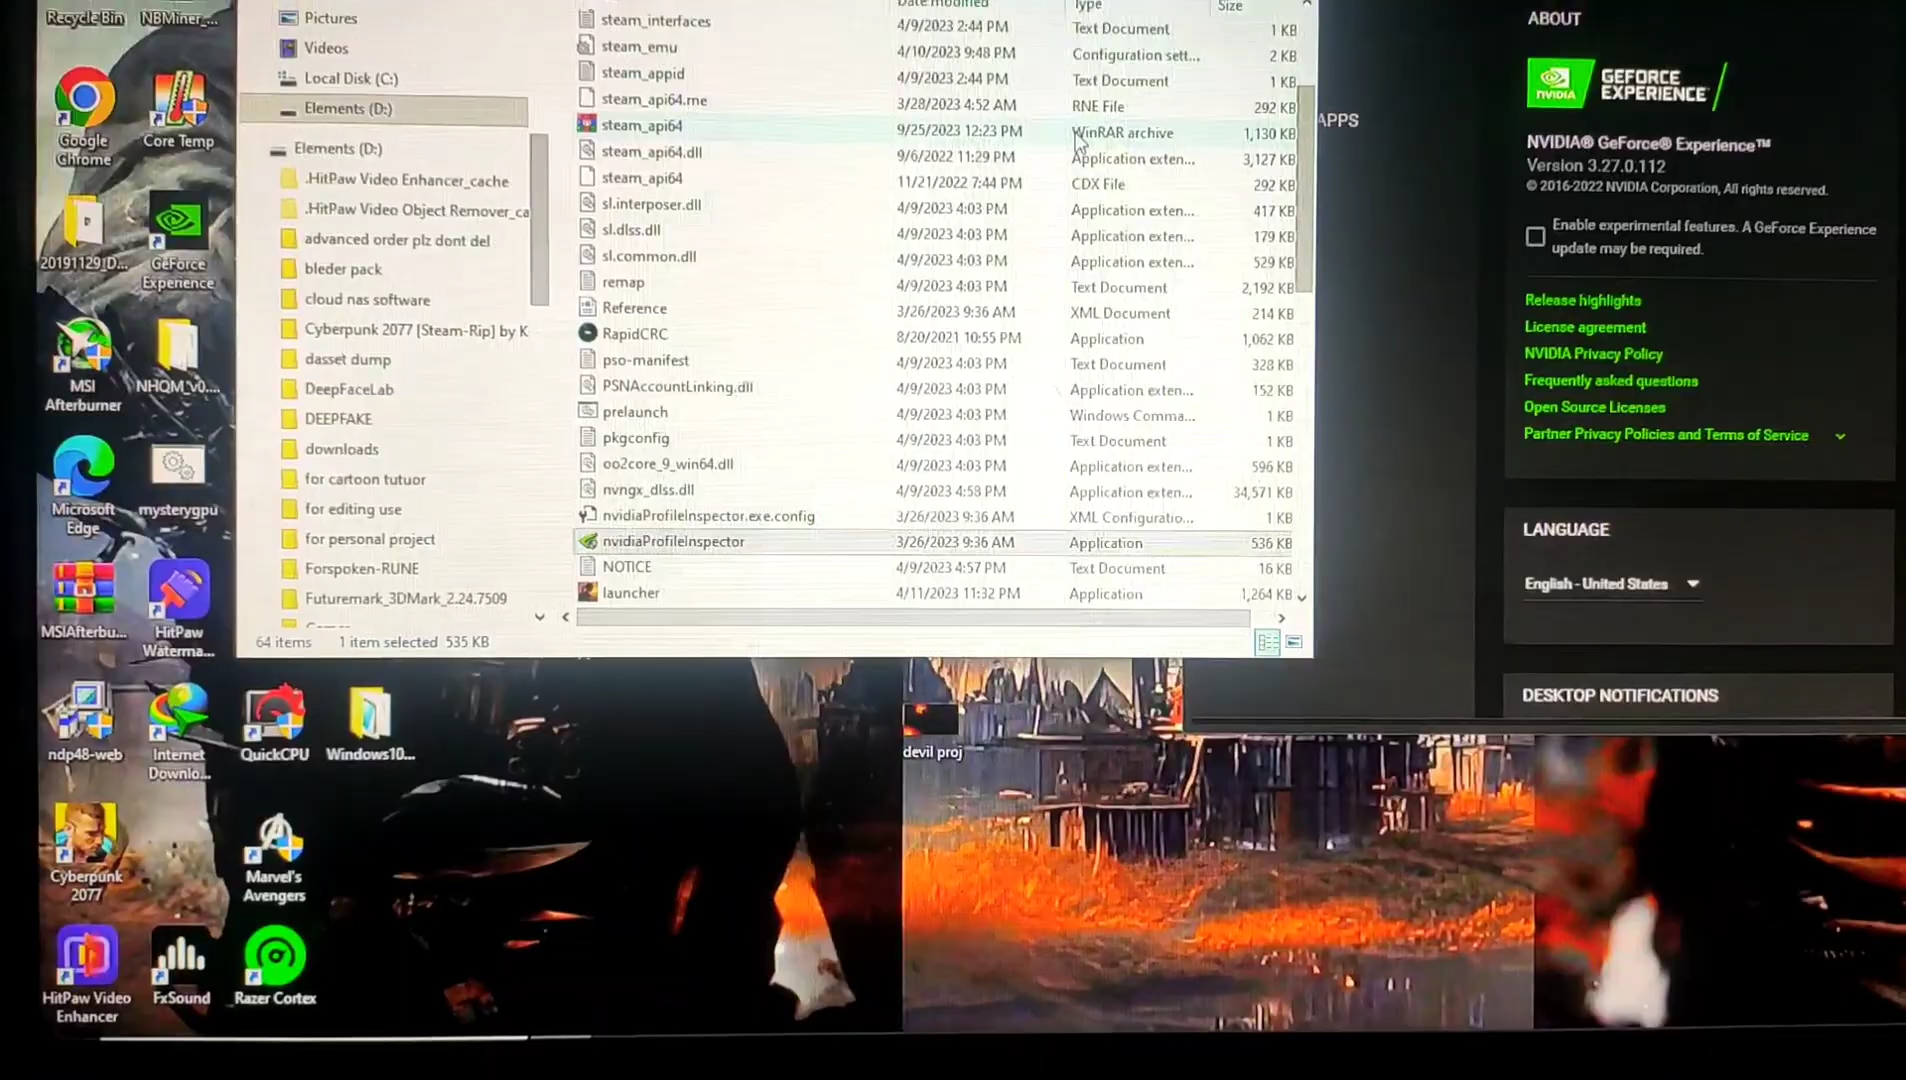 Recycle Bin
NBMiner_...
Google
Chrome
Core Temp
20191129_D...
GeForce
Experience
MSI
Afterburner
NHQM_v0....
Microsoft
Edge
mysterygpu
MSIAfterbu...
HitPaw
Waterma...
ndp48-web
Internet
Downlo...
QuickCPU
Windows10...
Cyberpunk
2077
Marvel's
Avengers
HitPaw Video
Enhancer
FxSound
Razer Cortex
devil proj
Pictures
Videos
Local Disk (C:)
Elements (D:)
Elements (D:)
.HitPaw Video Enhancer_cache
.HitPaw Video Object Remover_ca
advanced order plz dont del
bleder pack
cloud nas software
Cyberpunk 2077 [Steam-Rip] by K
dasset dump
DeepFaceLab
DEEPFAKE
downloads
for cartoon tutuor
for editing use
for personal project
Forspoken-RUNE
Futuremark_3DMark_2.24.7509
64 items 1 item selected 535 KB
Date modified Type Size
steam_interfaces 4/9/2023 2:44 PM Text Document 1 KB
steam_emu 4/10/2023 9:48 PM Configuration sett... 2 KB
steam_appid 4/9/2023 2:44 PM Text Document 1 KB
steam_api64.rne 3/28/2023 4:52 AM RNE File 292 KB
steam_api64 9/25/2023 12:23 PM WinRAR archive 1,130 KB
steam_api64.dll 9/6/2022 11:29 PM Application exten... 3,127 KB
steam_api64 11/21/2022 7:44 PM CDX File 292 KB
sl.interposer.dll 4/9/2023 4:03 PM Application exten... 417 KB
sl.dlss.dll 4/9/2023 4:03 PM Application exten... 179 KB
sl.common.dll 4/9/2023 4:03 PM Application exten... 529 KB
remap 4/9/2023 4:03 PM Text Document 2,192 KB
Reference 3/26/2023 9:36 AM XML Document 214 KB
RapidCRC 8/20/2021 10:55 PM Application 1,062 KB
pso-manifest 4/9/2023 4:03 PM Text Document 328 KB
PSNAccountLinking.dll 4/9/2023 4:03 PM Application exten... 152 KB
prelaunch 4/9/2023 4:03 PM Windows Comma... 1 KB
pkgconfig 4/9/2023 4:03 PM Text Document 1 KB
oo2core_9_win64.dll 4/9/2023 4:03 PM Application exten... 596 KB
nvngx_dlss.dll 4/9/2023 4:58 PM Application exten... 34,571 KB
nvidiaProfileInspector.exe.config 3/26/2023 9:36 AM XML Configuratio... 1 KB
nvidiaProfileInspector 3/26/2023 9:36 AM Application 536 KB
NOTICE 4/9/2023 4:57 PM Text Document 16 KB
launcher 4/11/2023 11:32 PM Application 1,264 KB
APPS
ABOUT
NVIDIA
GEFORCE
EXPERIENCE
NVIDIA® GeForce® Experience™
Version 3.27.0.112
© 2016-2022 NVIDIA Corporation, All rights reserved.
Enable experimental features. A GeForce Experience
update may be required.
Release highlights
License agreement
NVIDIA Privacy Policy
Frequently asked questions
Open Source Licenses
Partner Privacy Policies and Terms of Service
LANGUAGE
English - United States
DESKTOP NOTIFICATIONS